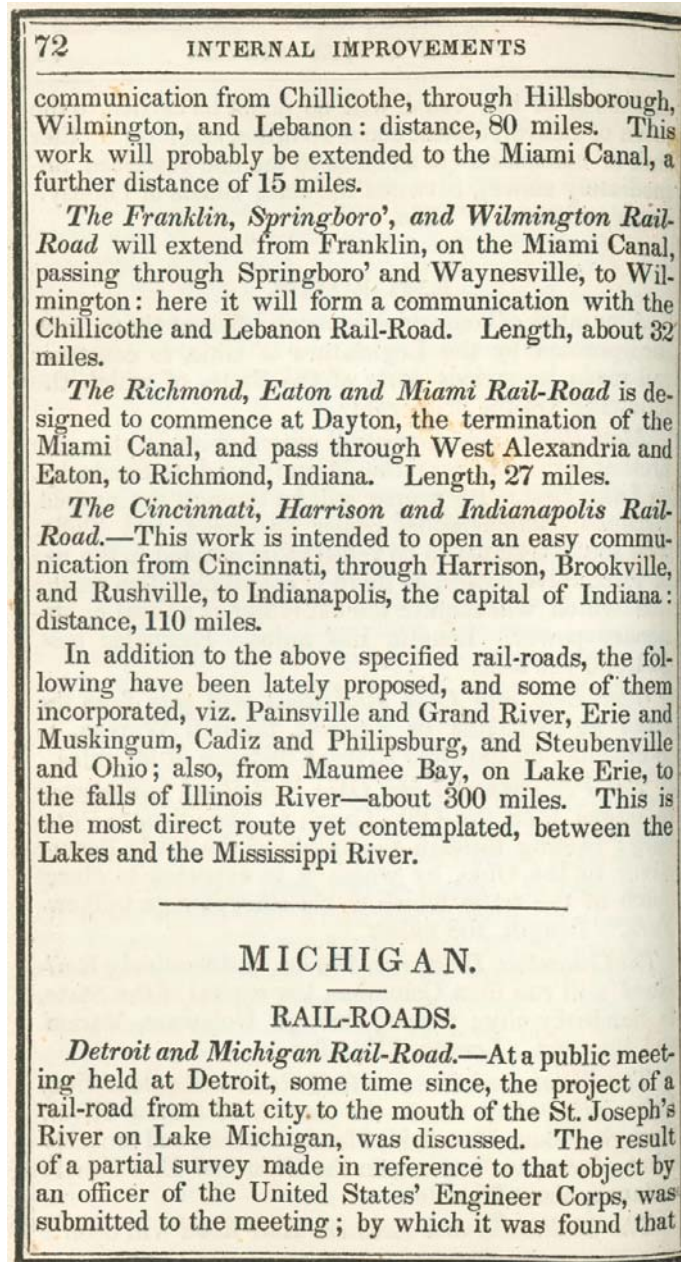 72 INTERNAL IMPROVEMENTS
communication from Chillicothe, through Hillsborough,
Wilmington, and Lebanon: distance, 80 miles. This
work will probably be extended to the Miami Canal, a
further distance of 15 miles.
The Franklin, Springboro', and Wilmington Rail-
Road will extend from Franklin, on the Miami Canal,
passing through Springboro' and Waynesville, to Wil-
mington: here it will form a communication with the
Chillicothe and Lebanon Rail-Road. Length, about 32
miles.
The Richmond, Eaton and Miami Rail-Road is de-
signed to commence at Dayton, the termination of the
Miami Canal, and pass through West Alexandria and
Eaton, to Richmond, Indiana. Length, 27 miles.
The Cincinnati, Harrison and Indianapolis Rail-
Road.—This work is intended to open an easy commu-
nication from Cincinnati, through Harrison, Brookville,
and Rushville, to Indianapolis, the capital of Indiana:
distance, 110 miles.
In addition to the above specified rail-roads, the fol-
lowing have been lately proposed, and some of them
incorporated, viz. Painsville and Grand River, Erie and
Muskingum, Cadiz and Philipsburg, and Steubenville
and Ohio; also, from Maumee Bay, on Lake Erie, to
the falls of Illinois River—about 300 miles. This is
the most direct route yet contemplated, between the
Lakes and the Mississippi River.
MICHIGAN.
RAIL-ROADS.
Detroit and Michigan Rail-Road.—At a public meet-
ing held at Detroit, some time since, the project of a
rail-road from that city to the mouth of the St. Joseph's
River on Lake Michigan, was discussed. The result
of a partial survey made in reference to that object by
an officer of the United States' Engineer Corps, was
submitted to the meeting; by which it was found that